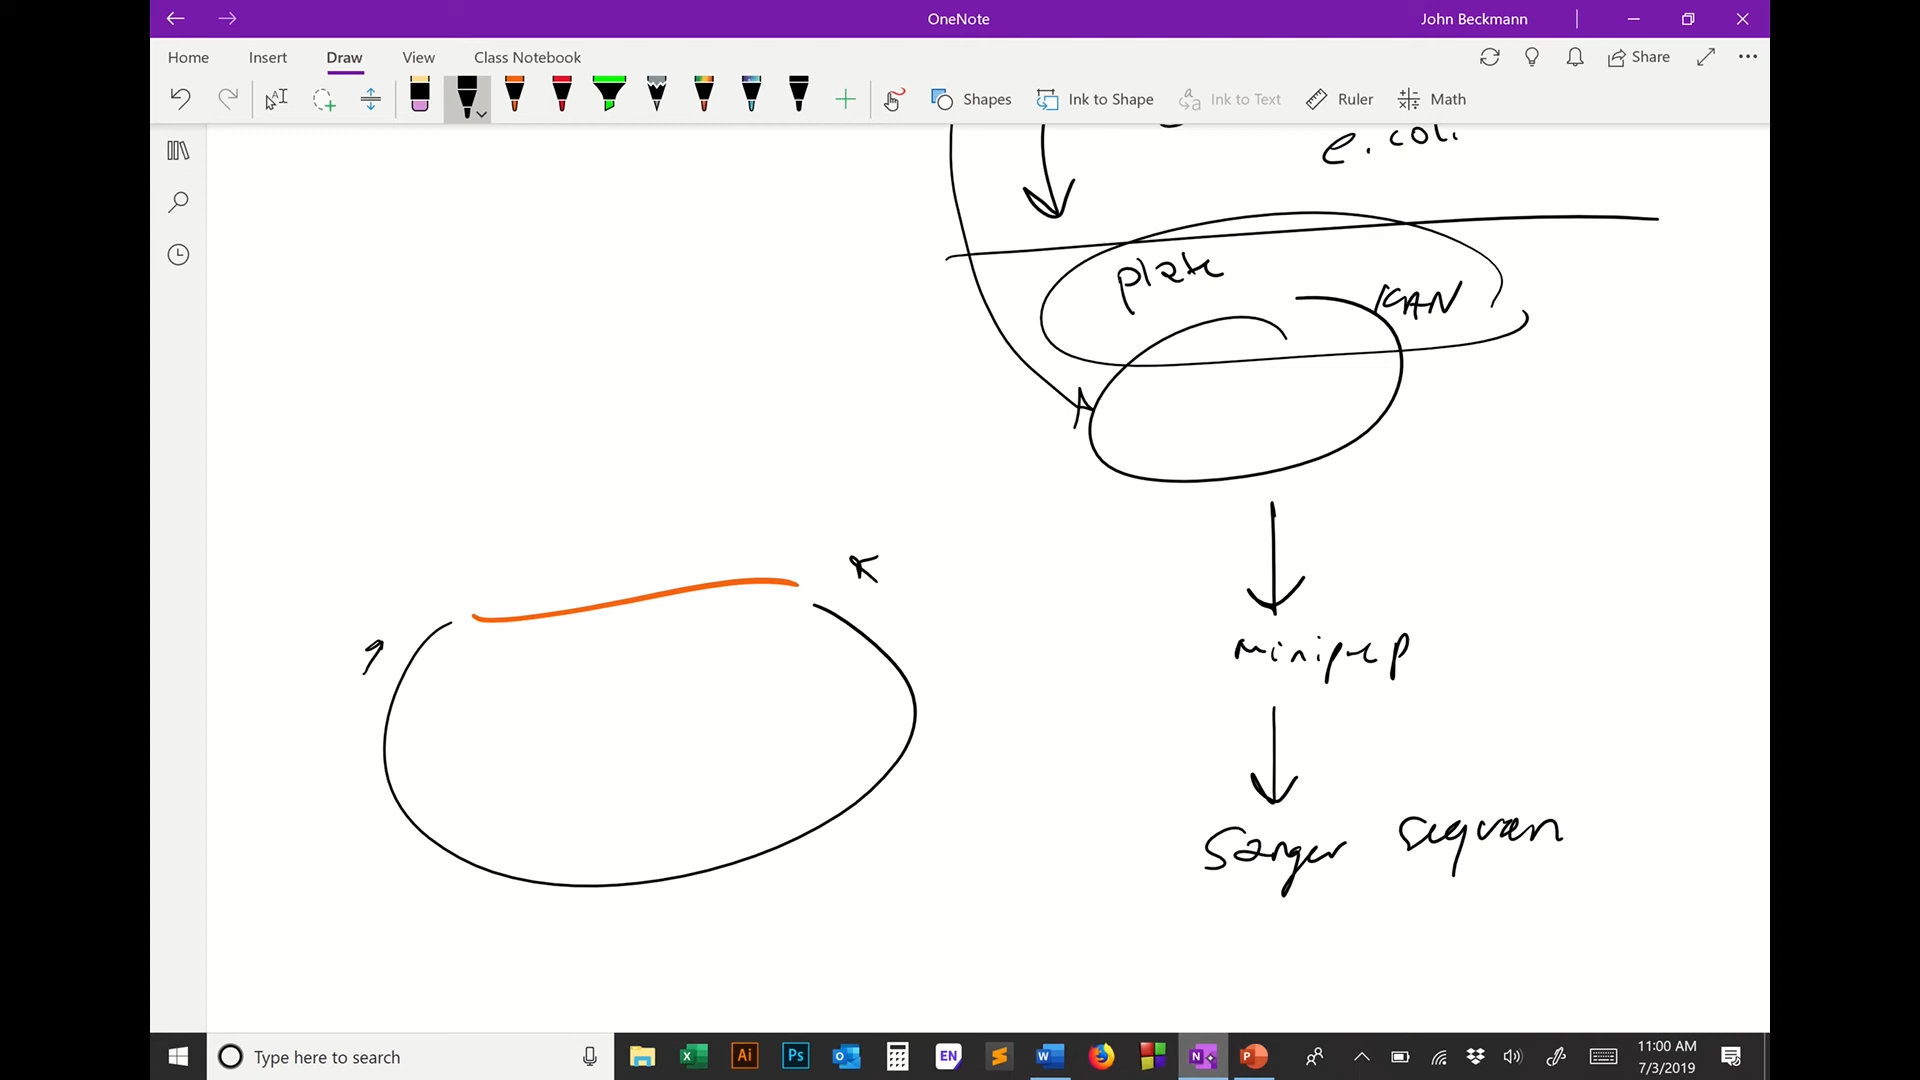 OneNote
John Beckmann
Home Insert Draw View Class Notebook
Share
Shapes Ink to Shape Ink to Text Ruler Math
e. coli
plate
KAN
miniprep
Sanger sequen
Type here to search
11:00 AM
7/3/2019